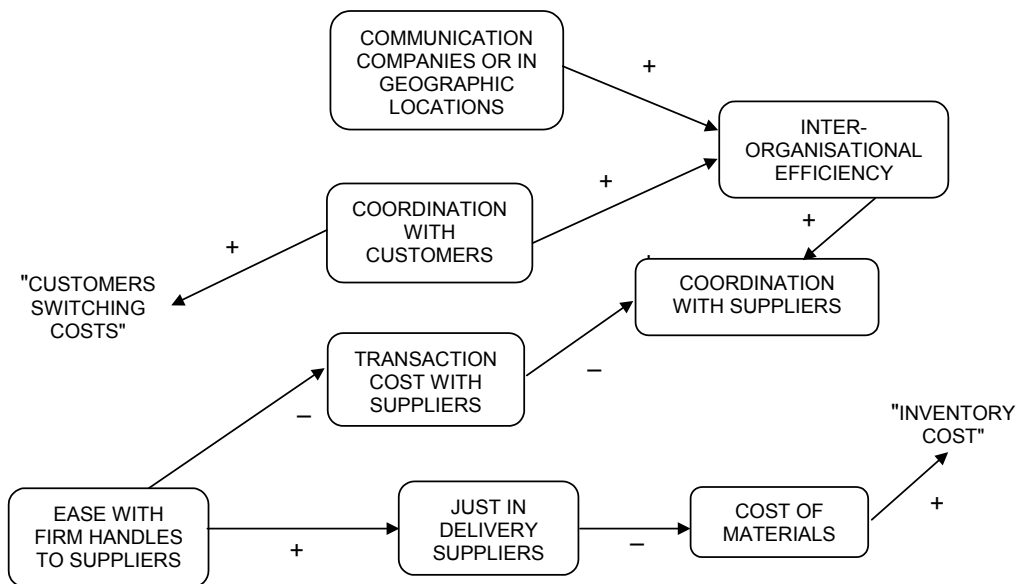 COMMUNICATION
COMPANIES OR IN
GEOGRAPHIC
LOCATIONS
+
INTER-
ORGANISATIONAL
EFFICIENCY
+
COORDINATION
WITH
CUSTOMERS
+
+
"CUSTOMERS
SWITCHING
COSTS"
COORDINATION
WITH SUPPLIERS
TRANSACTION
COST WITH
SUPPLIERS
–
–
"INVENTORY
COST"
EASE WITH
FIRM HANDLES
TO SUPPLIERS
+
JUST IN
DELIVERY
SUPPLIERS
–
COST OF
MATERIALS
+